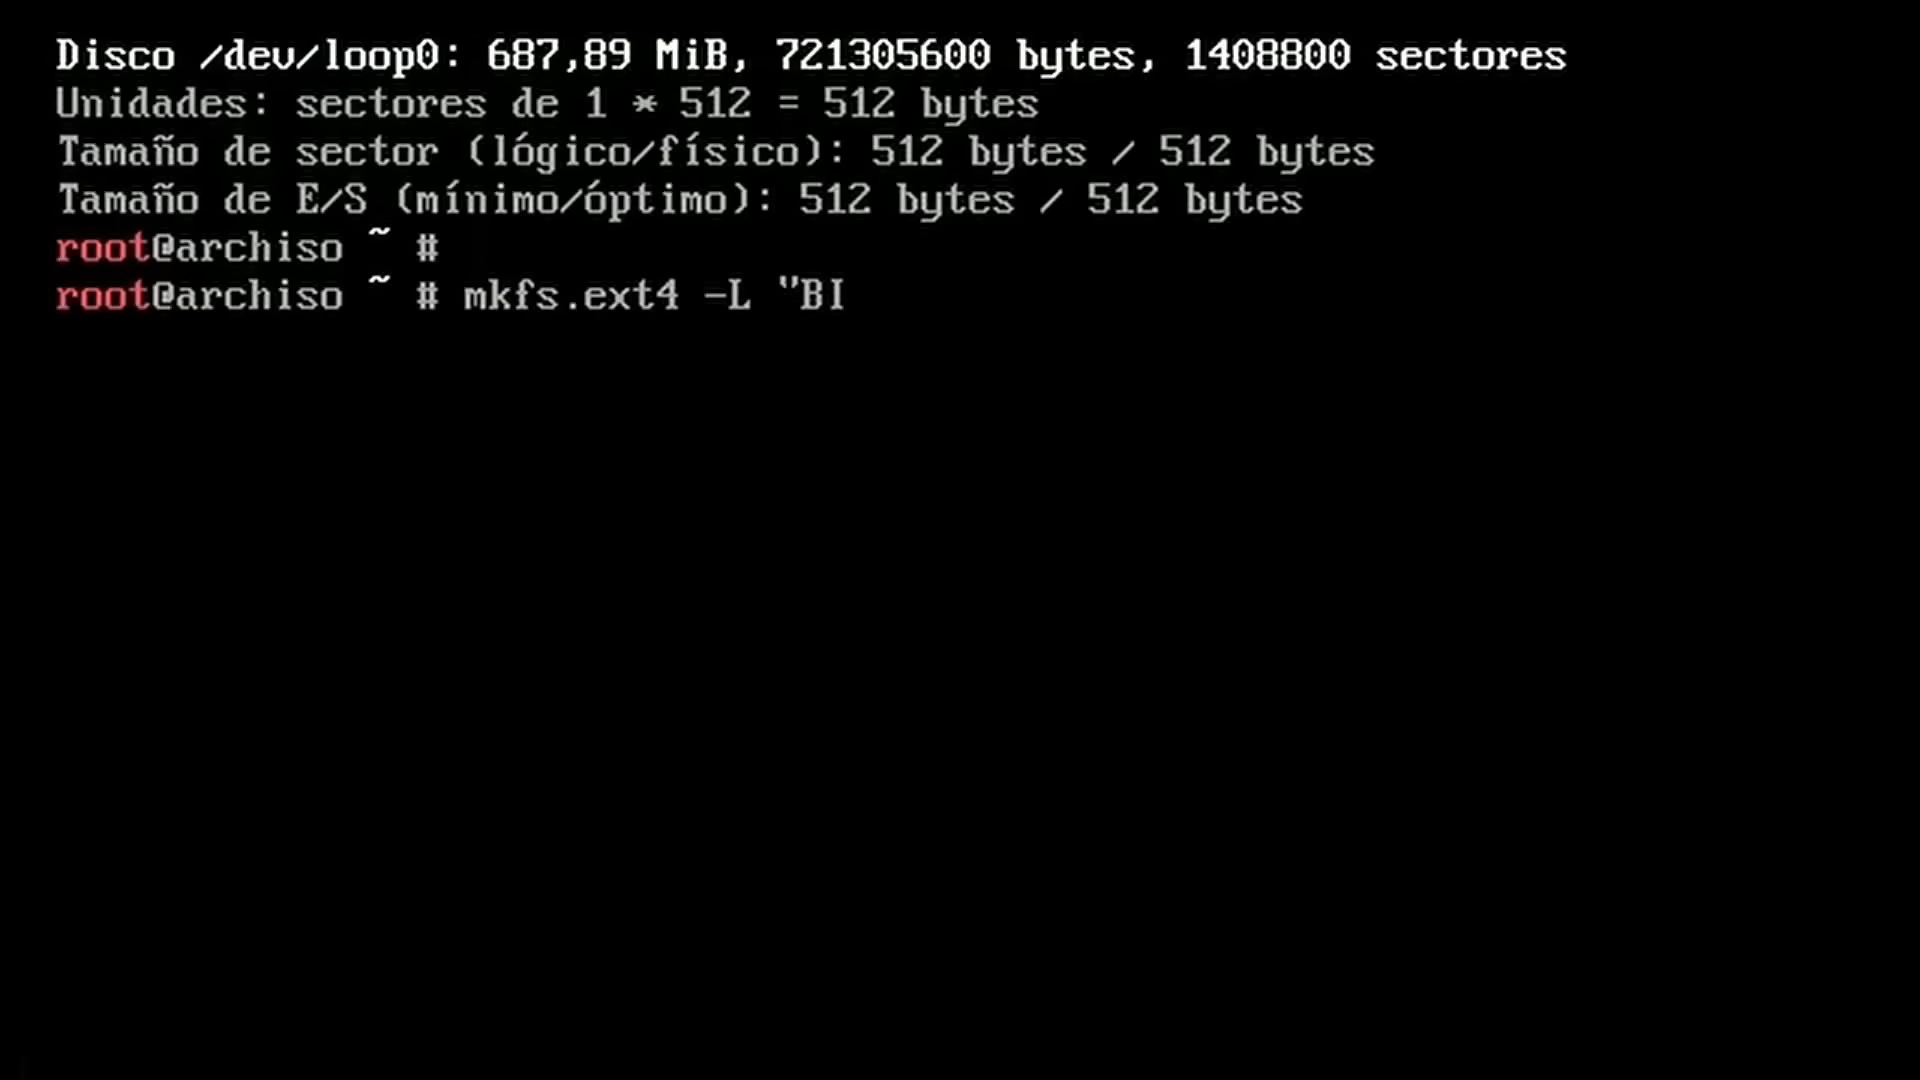 Disco /dev/loop0: 687,89 MiB, 721305600 bytes, 1408800 sectores
Unidades: sectores de 1 * 512 = 512 bytes
Tamaño de sector (lógico/físico): 512 bytes / 512 bytes
Tamaño de E/S (mínimo/óptimo): 512 bytes / 512 bytes
root@archiso ~ #
root@archiso ~ # mkfs.ext4 -L "BI